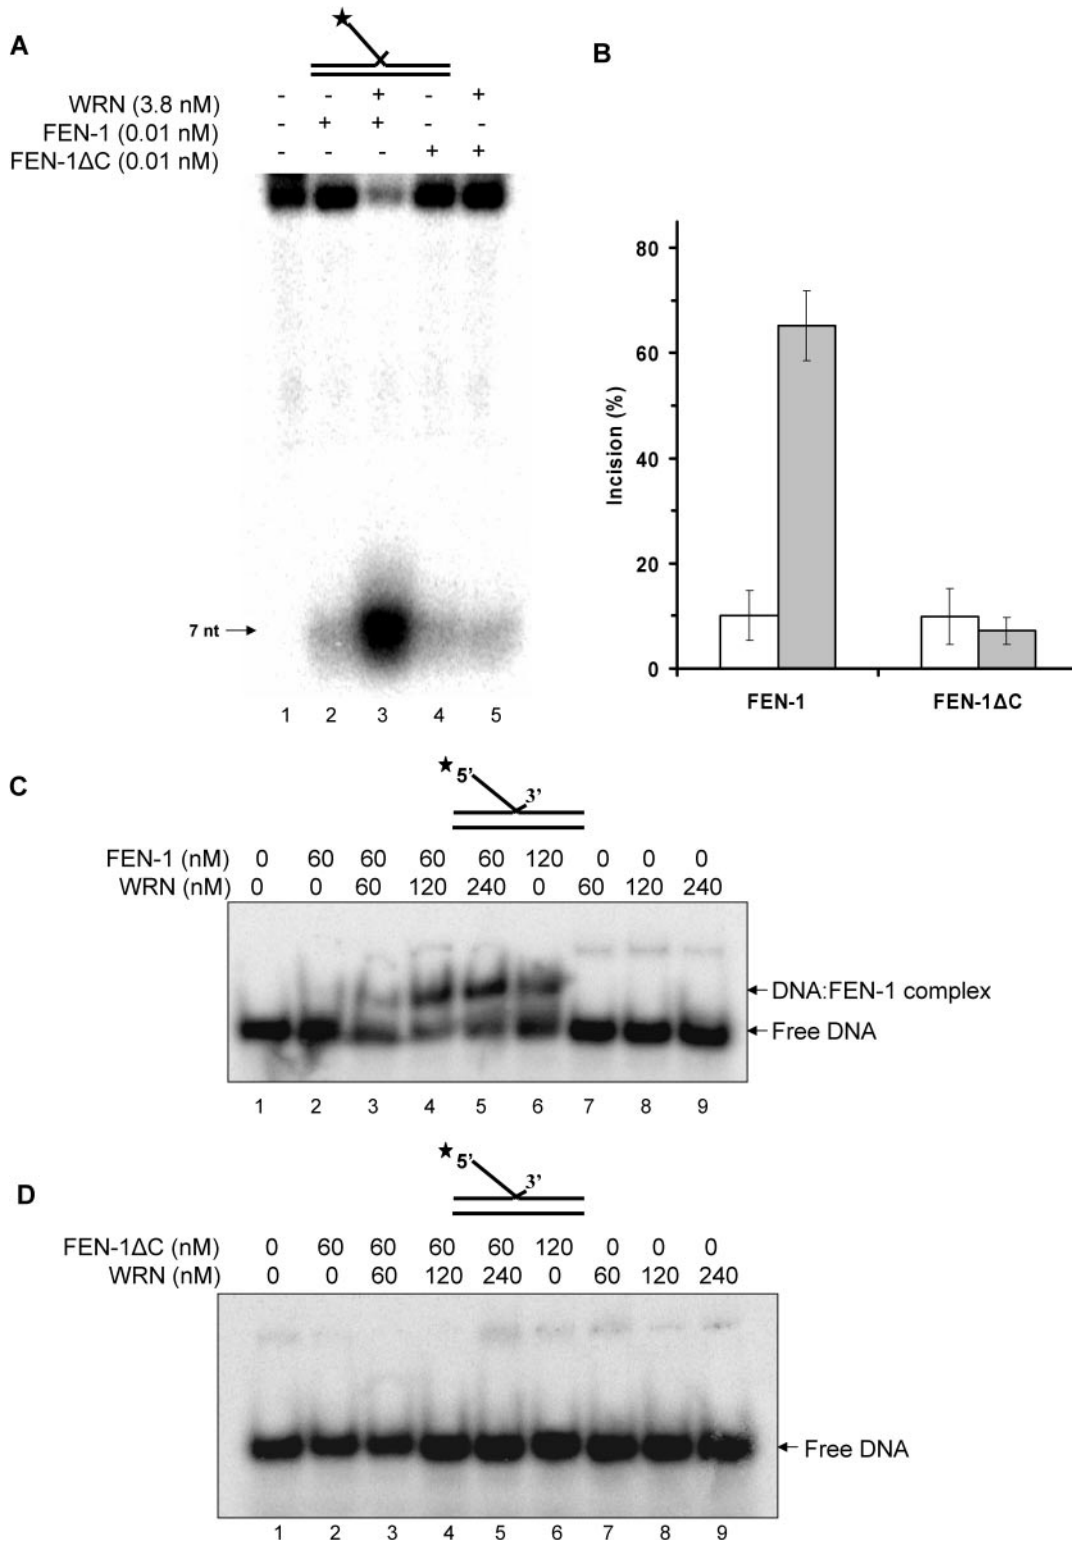 A
WRN (3.8 nM) - - + - +
FEN-1 (0.01 nM) - + + - -
FEN-1ΔC (0.01 nM) - - - + +
7 nt
1 2 3 4 5
B
Incision (%)
80
60
40
20
0
FEN-1 FEN-1ΔC
C
5' 3'
FEN-1 (nM) 0 60 60 60 60 120 0 0 0
WRN (nM) 0 0 60 120 240 0 60 120 240
DNA:FEN-1 complex
Free DNA
1 2 3 4 5 6 7 8 9
D
5' 3'
FEN-1ΔC (nM) 0 60 60 60 60 120 0 0 0
WRN (nM) 0 0 60 120 240 0 60 120 240
Free DNA
1 2 3 4 5 6 7 8 9